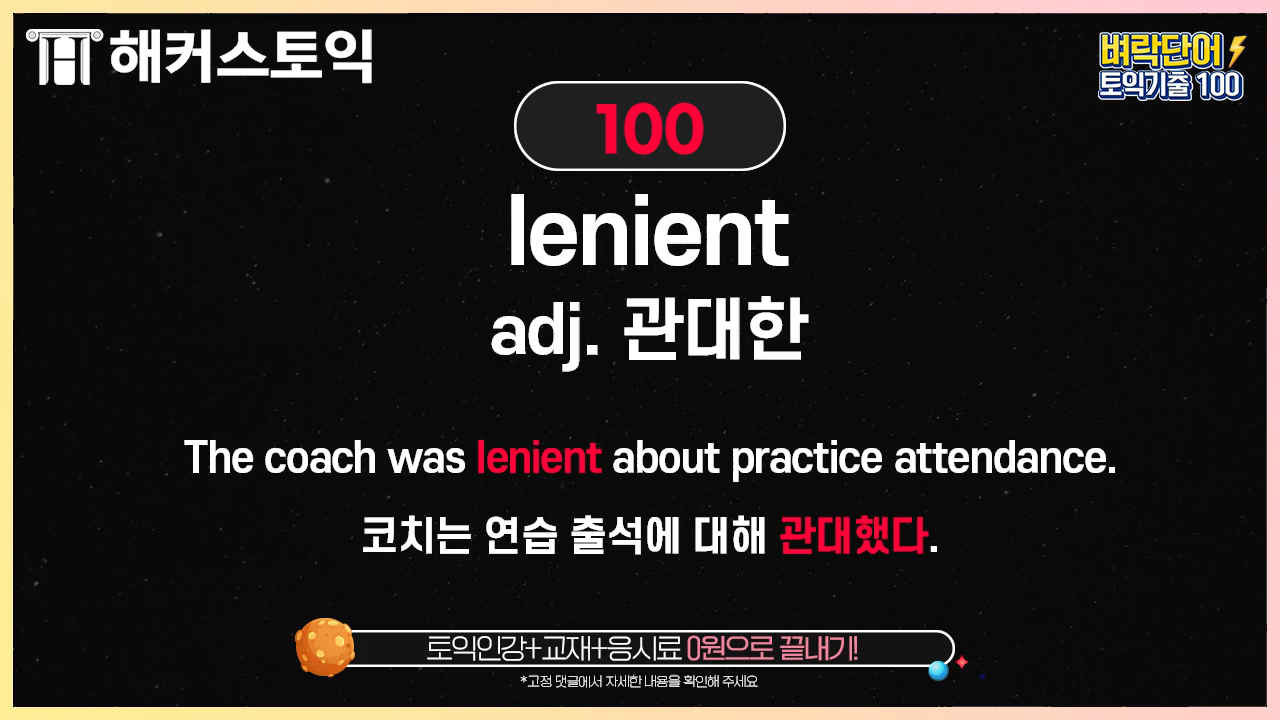 해커스토익
벼락단어
토익기출 100
100
lenient
adj. 관대한
The coach was lenient about practice attendance.
코치는 연습 출석에 대해 관대했다.
토익인강+교재+응시료 0원으로 끝내기!
*고정 댓글에서 자세한 내용을 확인해 주세요